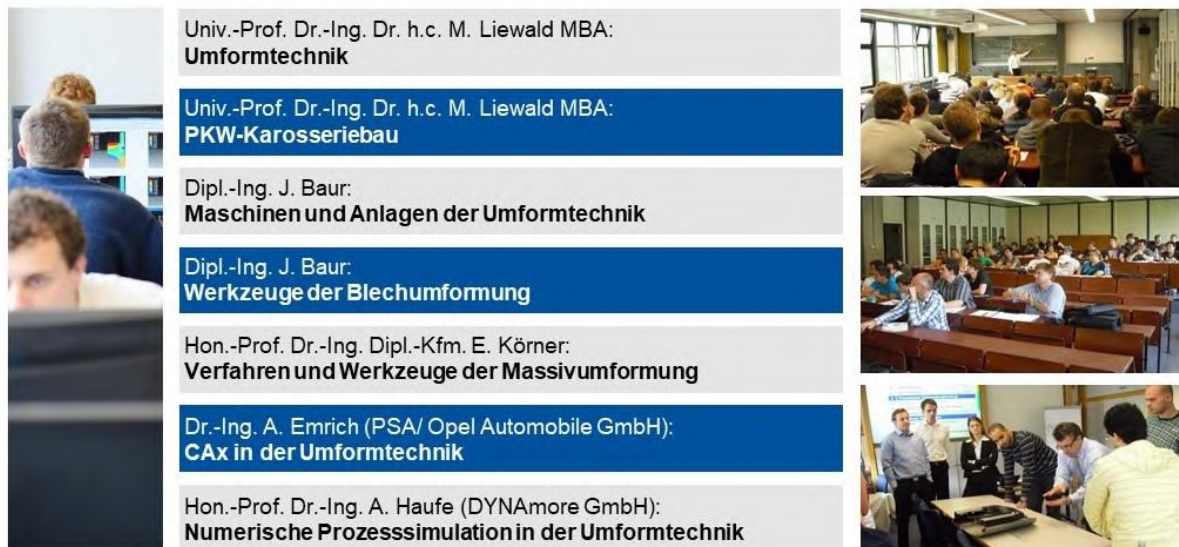 Univ.-Prof. Dr.-Ing. Dr. h.c. M. Liewald MBA:
Umformtechnik
Univ.-Prof. Dr.-Ing. Dr. h.c. M. Liewald MBA:
PKW-Karosseriebau
Dipl.-Ing. J. Baur:
Maschinen und Anlagen der Umformtechnik
Dipl.-Ing. J. Baur:
Werkzeuge der Blechumformung
Hon.-Prof. Dr.-Ing. Dipl.-Kfm. E. Körner:
Verfahren und Werkzeuge der Massivumformung
Dr.-Ing. A. Emrich (PSA/ Opel Automobile GmbH):
CAx in der Umformtechnik
Hon.-Prof. Dr.-Ing. A. Haufe (DYNAmore GmbH):
Numerische Prozesssimulation in der Umformtechnik